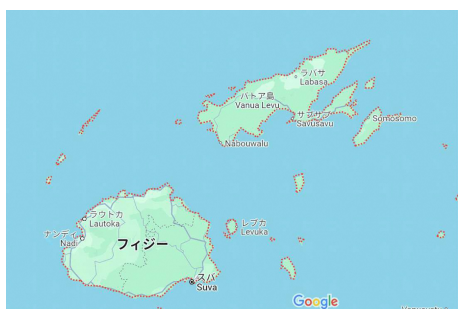 ラバサ
Labasa
バトア島
Vanua Levu
サブサブ
Savusavu
Somosomo
Nabouwalu
ラウトカ
Lautoka
ナンディ
Nadi
フィジー
レブカ
Levuka
スバ
Suva
Google